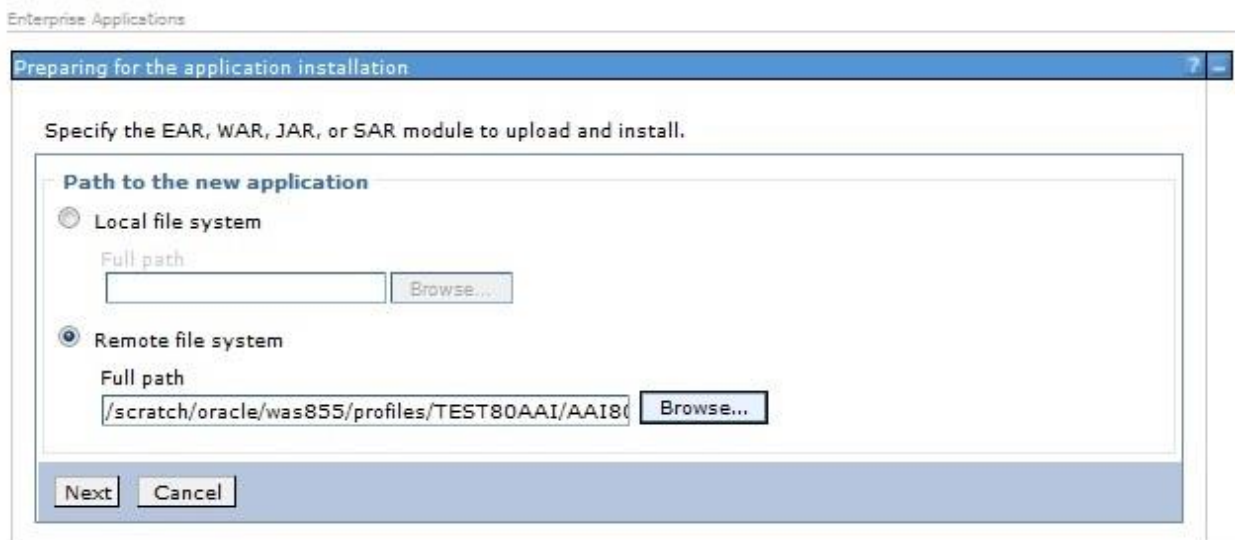 Enterprise Applications
Preparing for the application installation ? –
Specify the EAR, WAR, JAR, or SAR module to upload and install.
Path to the new application
Local file system
Full path
Browse...
Remote file system
Full path
/scratch/oracle/was855/profiles/TEST80AAI/AAI80 Browse...
Next Cancel